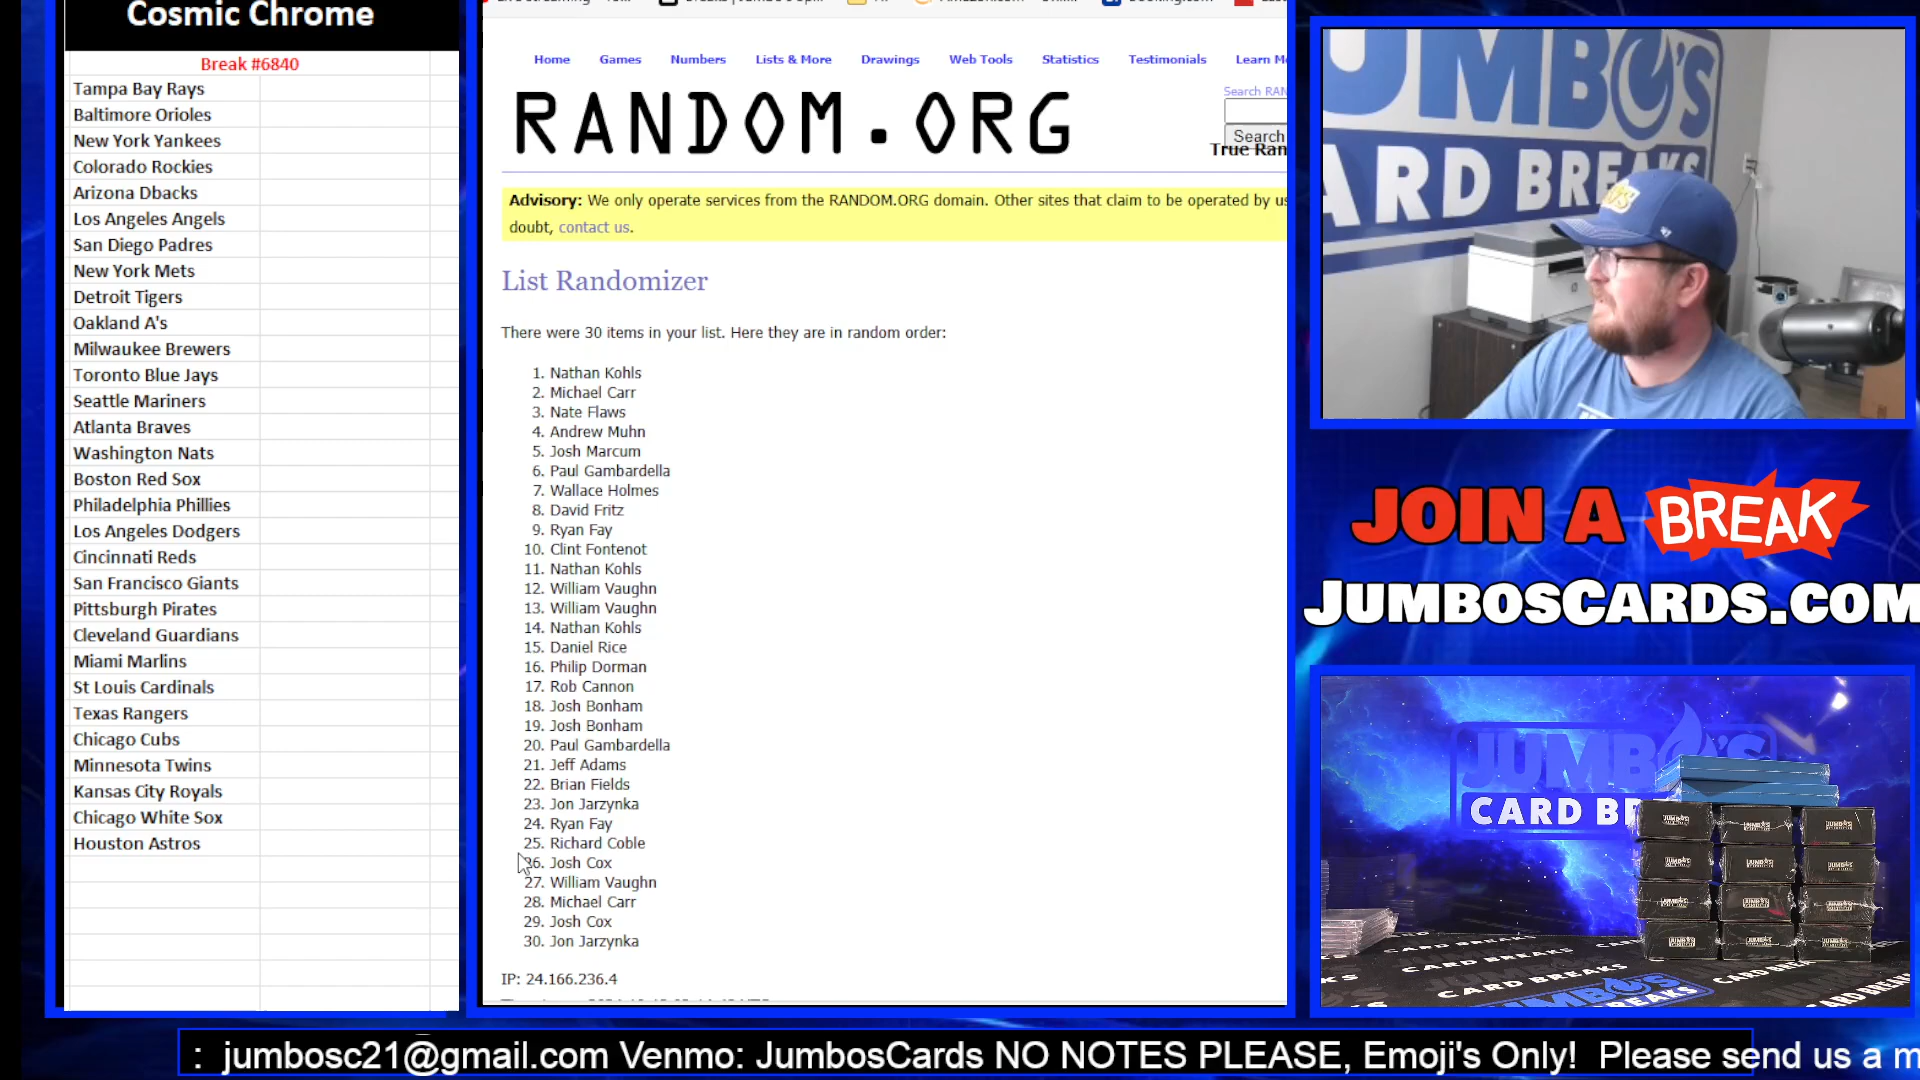 Cosmic Chrome
Break #6840
Tampa Bay Rays
Baltimore Orioles
New York Yankees
Colorado Rockies
Arizona Dbacks
Los Angeles Angels
San Diego Padres
New York Mets
Detroit Tigers
Oakland A's
Milwaukee Brewers
Toronto Blue Jays
Seattle Mariners
Atlanta Braves
Washington Nats
Boston Red Sox
Philadelphia Phillies
Los Angeles Dodgers
Cincinnati Reds
San Francisco Giants
Pittsburgh Pirates
Cleveland Guardians
Miami Marlins
St Louis Cardinals
Texas Rangers
Chicago Cubs
Minnesota Twins
Kansas City Royals
Chicago White Sox
Houston Astros
Home Games Numbers Lists & More Drawings Web Tools Statistics Testimonials Learn
RANDOM.ORG
Search
Search
True
Advisory: We only operate services from the RANDOM.ORG domain. Other sites that claim to be operated by
doubt, contact us.
List Randomizer
There were 30 items in your list. Here they are in random order:
1. Nathan Kohls
2. Michael Carr
3. Nate Flaws
4. Andrew Muhn
5. Josh Marcum
6. Paul Gambardella
7. Wallace Holmes
8. David Fritz
9. Ryan Fay
10. Clint Fontenot
11. Nathan Kohls
12. William Vaughn
13. William Vaughn
14. Nathan Kohls
15. Daniel Rice
16. Philip Dorman
17. Rob Cannon
18. Josh Bonham
19. Josh Bonham
20. Paul Gambardella
21. Jeff Adams
22. Brian Fields
23. Jon Jarzynka
24. Ryan Fay
25. Richard Coble
26. Josh Cox
27. William Vaughn
28. Michael Carr
29. Josh Cox
30. Jon Jarzynka
IP: 24.166.236.4
UMBO'S
ARD BREAKS
JOIN A BREAK
JUMBOSCARDS.COM
JUMBO'S
CARD
CARD BREAKS
JUMBO'S
BREAKS
: jumbosc21@gmail.com Venmo: JumbosCards NO NOTES PLEASE, Emoji's Only! Please send us a